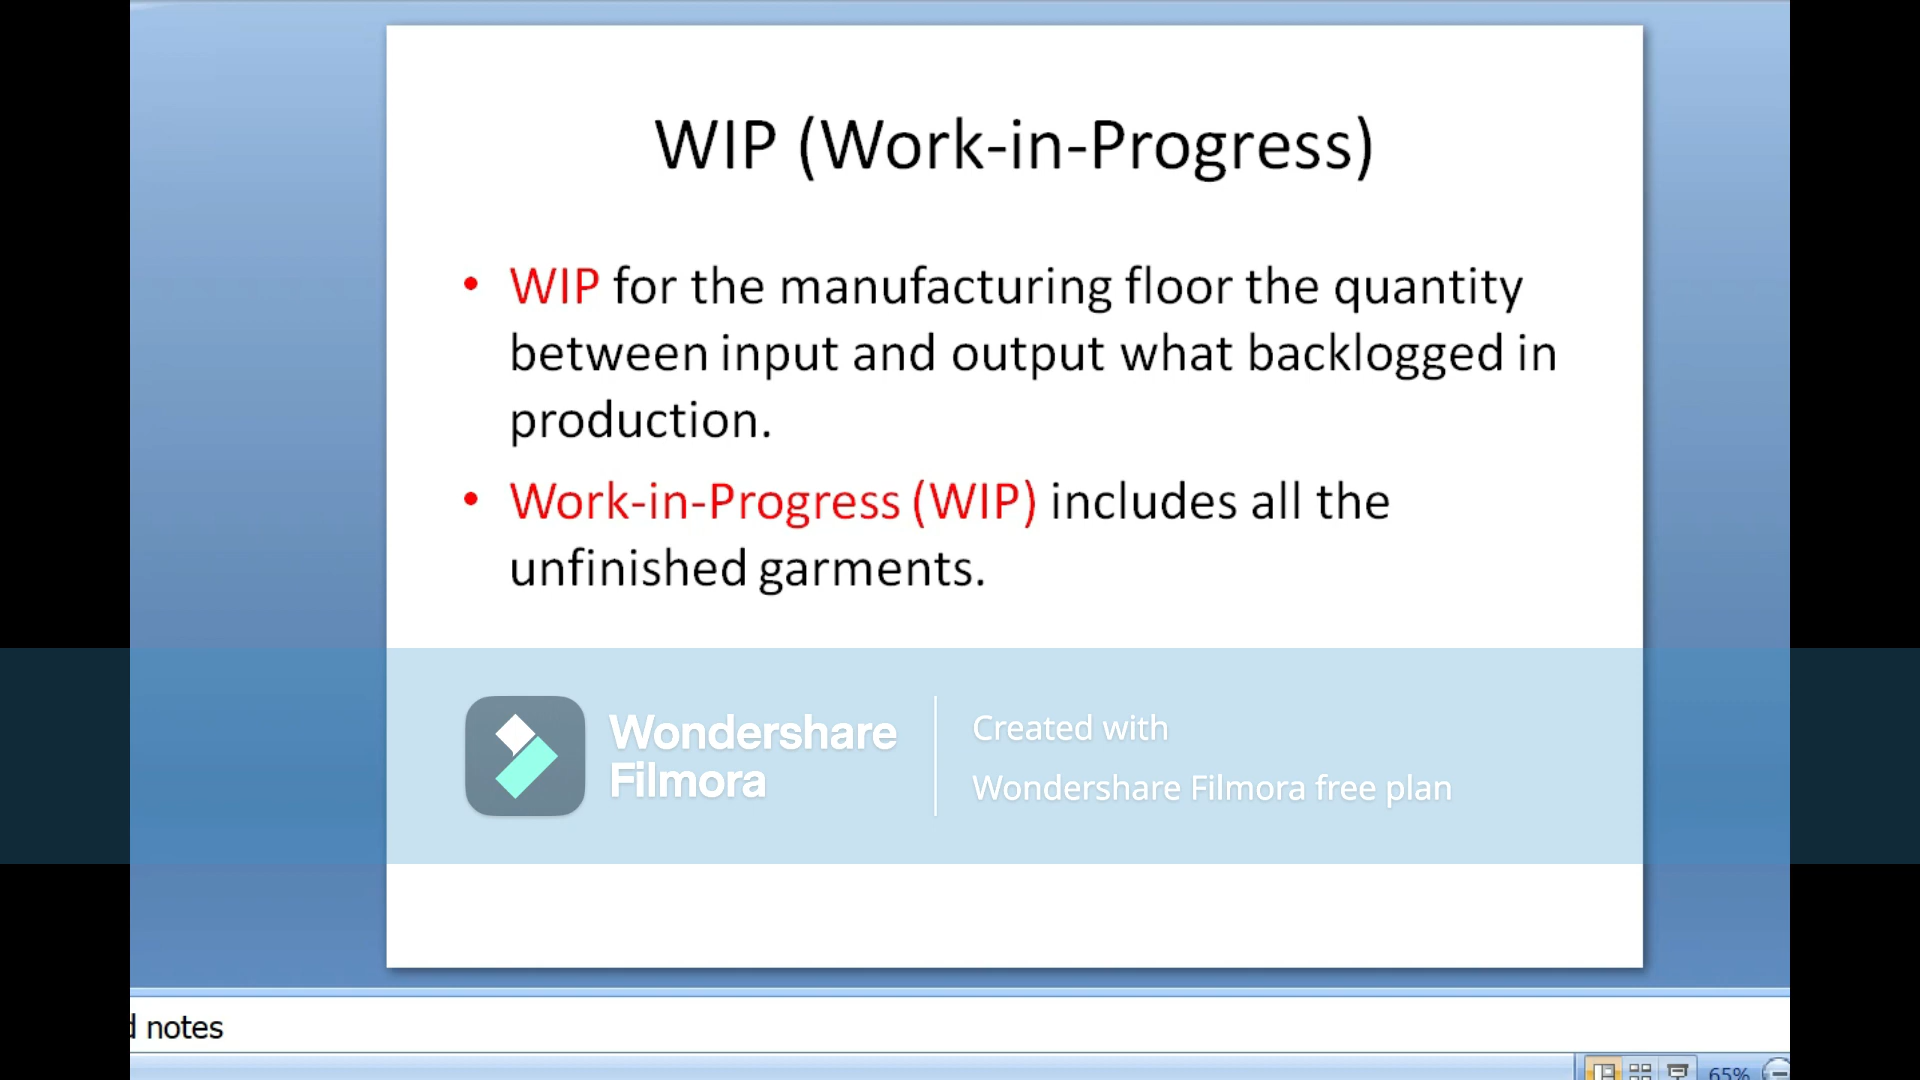 WIP (Work-in-Progress)
• WIP for the manufacturing floor the quantity
between input and output what backlogged in
production.
• Work-in-Progress (WIP) includes all the
unfinished garments.
Wondershare
Filmora
Created with
Wondershare Filmora free plan
d notes
65%